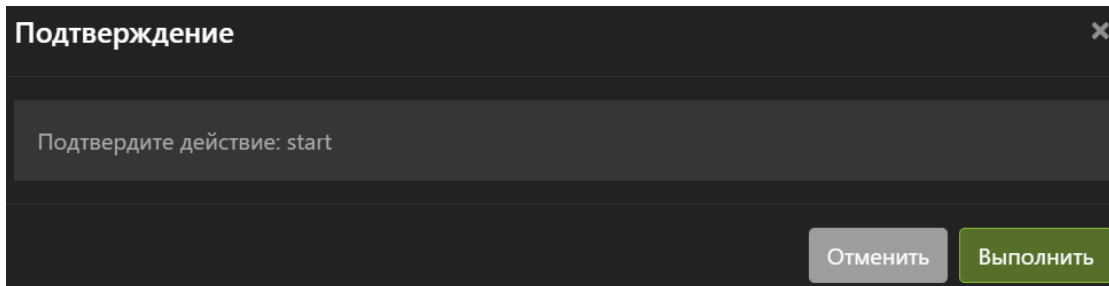 Подтверждение
Подтвердите действие: start
Отменить Выполнить